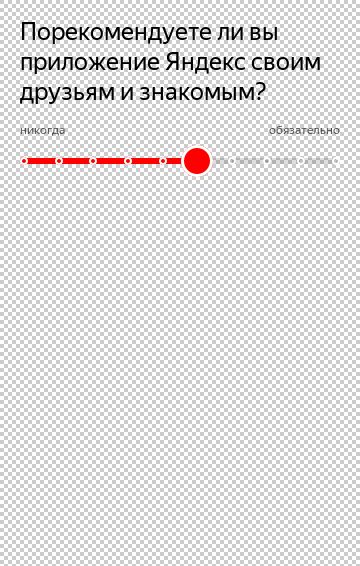 Порекомендуете ли вы
приложение Яндекс своим
друзьям и знакомым?
никогда обязательно